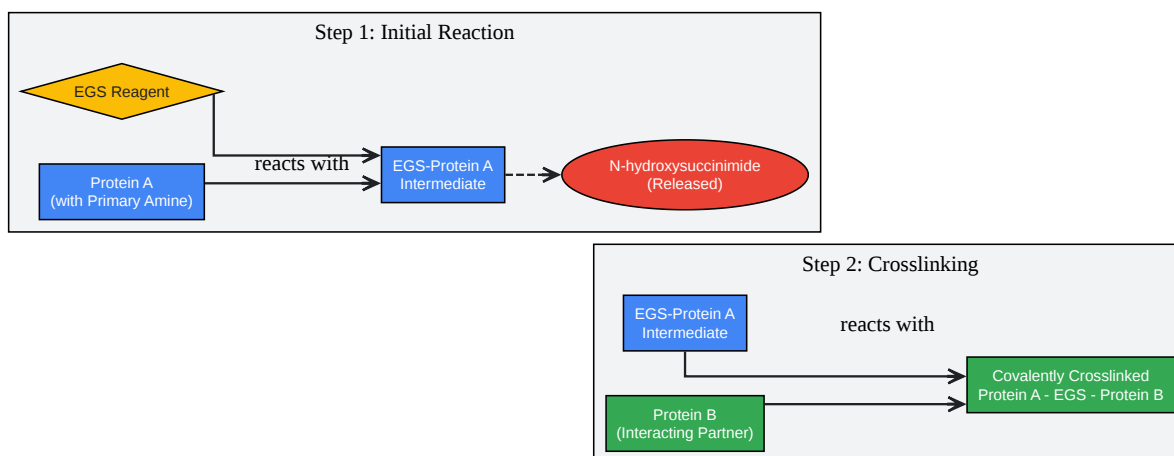 Step 1: Initial Reaction
EGS Reagent
reacts with
Protein A
(with Primary Amine)
EGS-Protein A
Intermediate
N-hydroxysuccinimide
(Released)
Step 2: Crosslinking
EGS-Protein A
Intermediate
reacts with
Protein B
(Interacting Partner)
Covalently Crosslinked
Protein A - EGS - Protein B